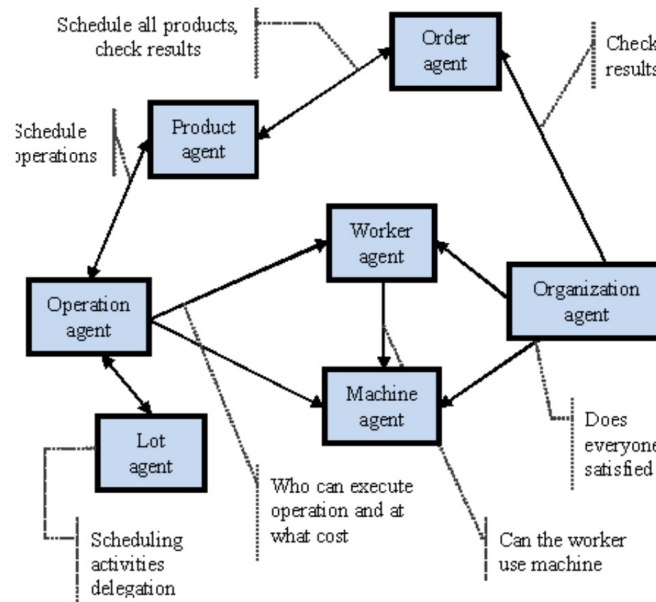 Schedule all products,
check results
Order
agent
Check
results
Product
agent
Schedule
operations
Worker
agent
Operation
agent
Organization
agent
Machine
agent
Lot
agent
Does
everyone
satisfied
Who can execute
operation and at
what cost
Can the worker
use machine
Scheduling
activities
delegation